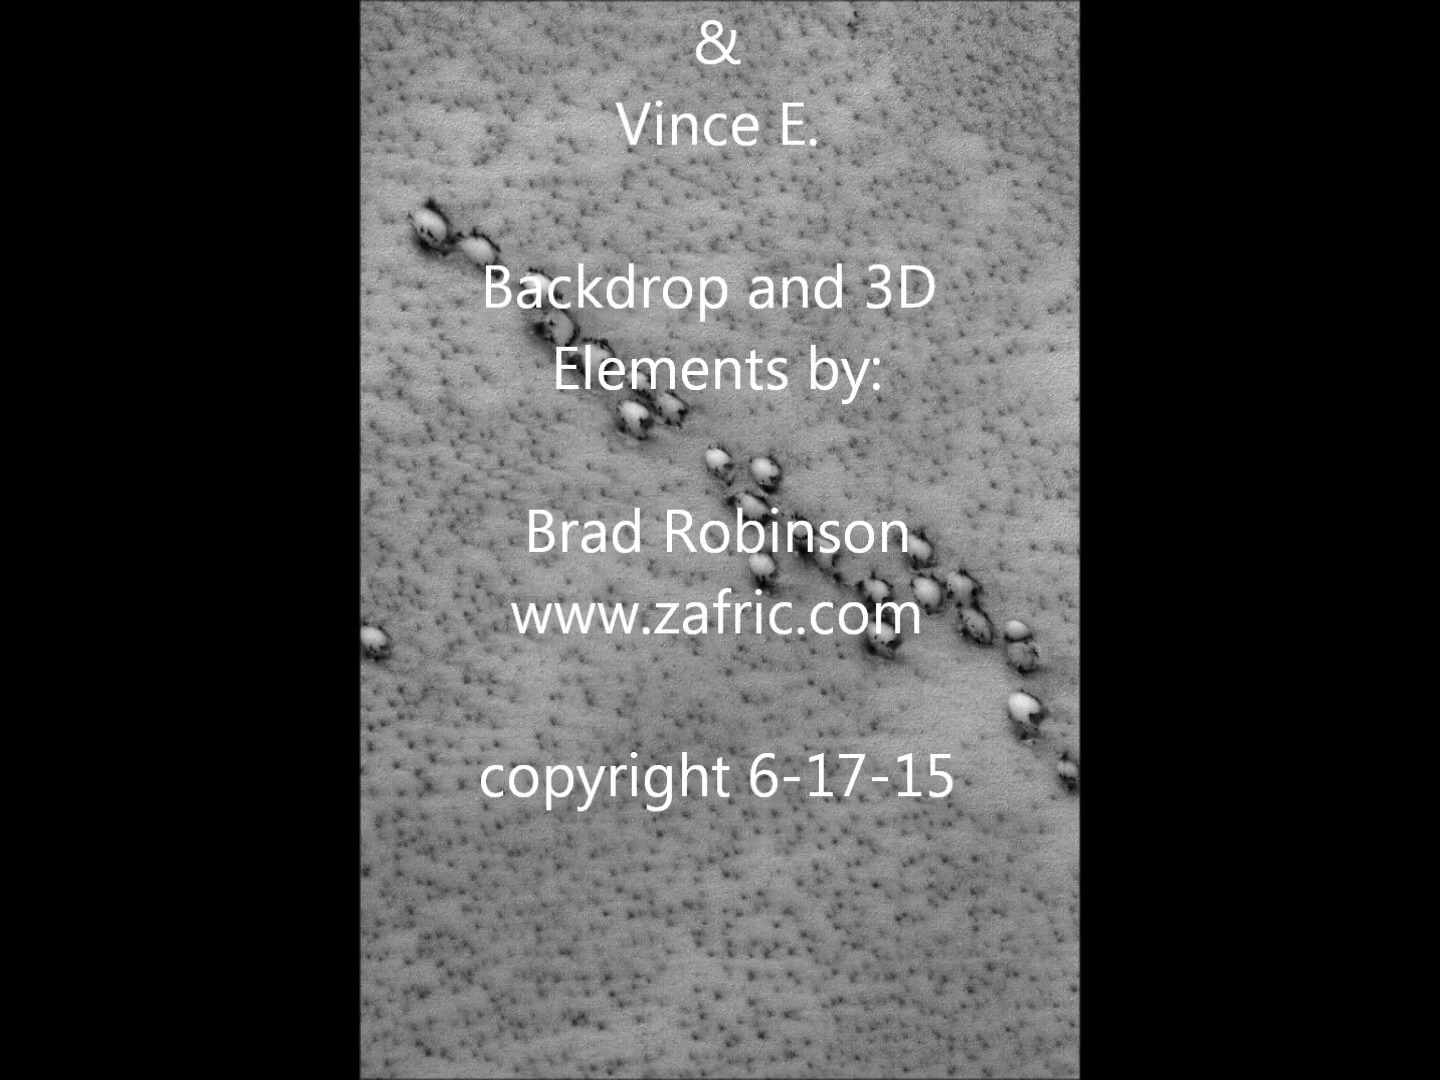 &
Vince E.
Backdrop and 3D
Elements by:
Brad Robinson
www.zafric.com
copyright 6-17-15